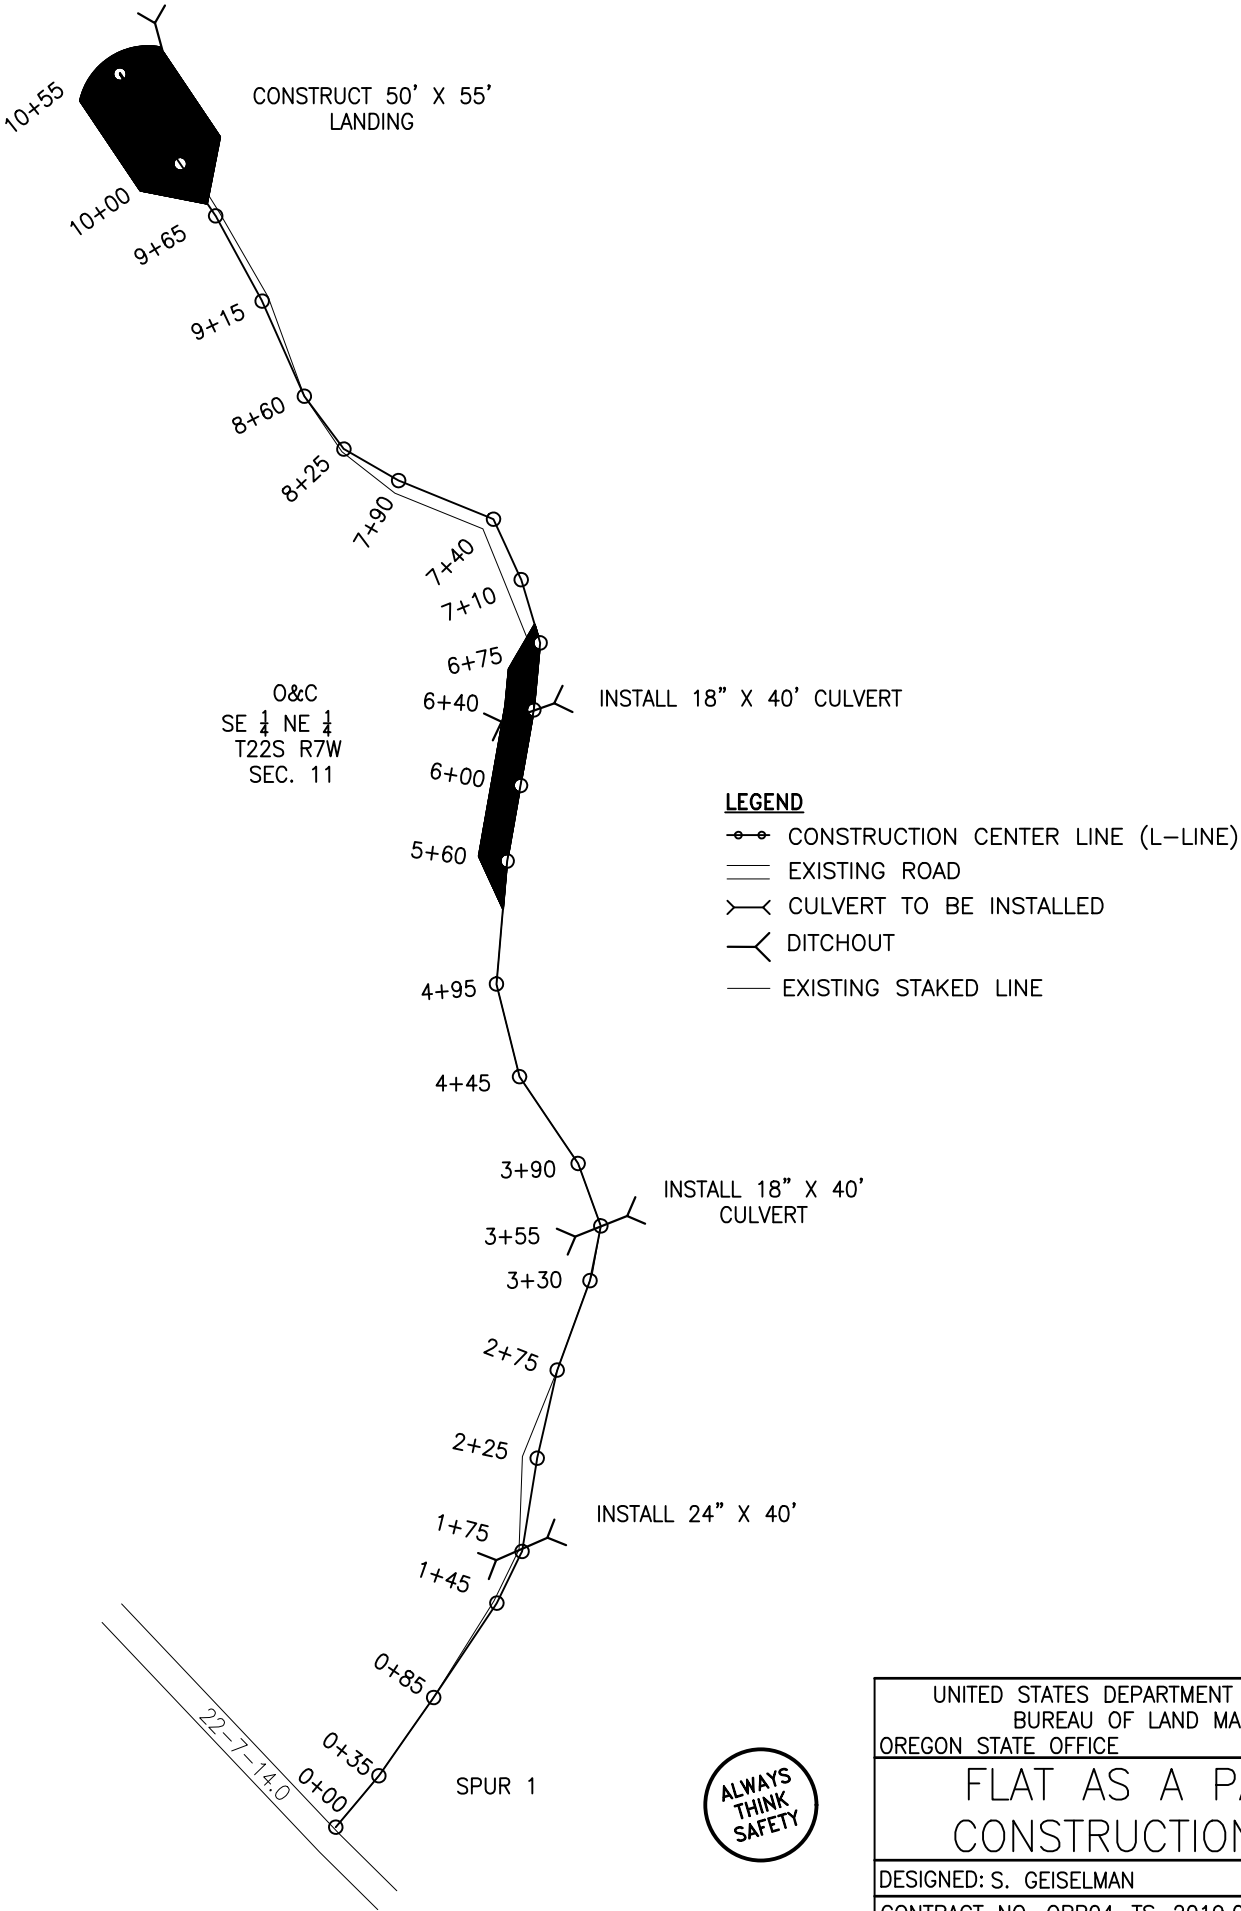 10+55
CONSTRUCT 50' X 55'
LANDING
10+00
9+65
9+15
8+60
8+25
7+90
7+40
7+10
6+75
6+40
INSTALL 18" X 40' CULVERT
O&C
SE 1/4 NE 1/4
T22S R7W
SEC. 11
6+00
5+60
LEGEND
CONSTRUCTION CENTER LINE (L-LINE)
EXISTING ROAD
CULVERT TO BE INSTALLED
DITCHOUT
EXISTING STAKED LINE
4+95
4+45
3+90
INSTALL 18" X 40'
CULVERT
3+55
3+30
2+75
2+25
INSTALL 24" X 40'
1+75
1+45
0+85
0+35
0+00
22-7-14.0
SPUR 1
ALWAYS
THINK
SAFETY
UNITED STATES DEPARTMENT
BUREAU OF LAND MA
OREGON STATE OFFICE
FLAT AS A PA
CONSTRUCTION
DESIGNED: S. GEISELMAN